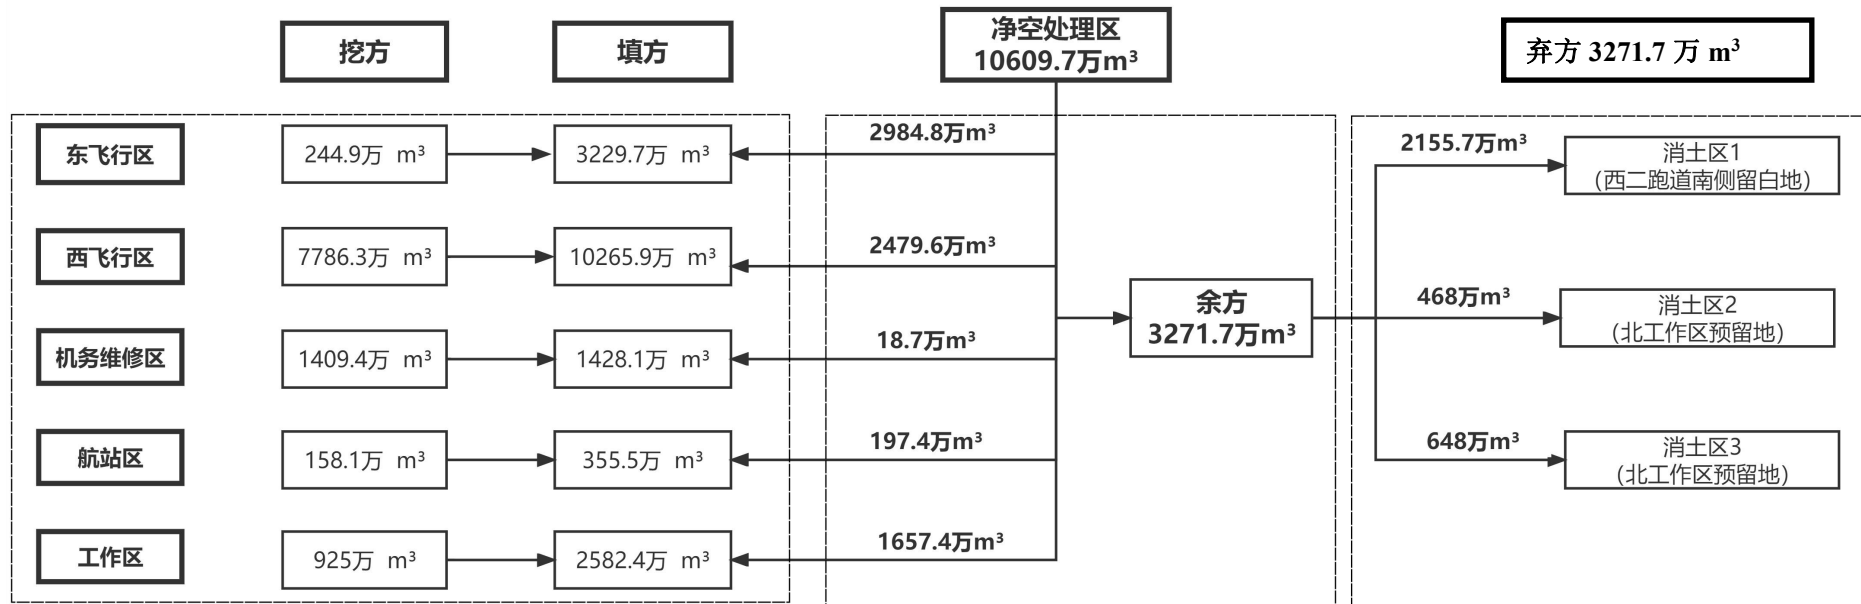 挖方
填方
净空处理区
10609.7万m³
弃方 3271.7 万 m³
东飞行区
244.9万 m³
3229.7万 m³
2984.8万m³
2155.7万m³
消土区1
（西二跑道南侧留白地）
西飞行区
7786.3万 m³
10265.9万 m³
2479.6万m³
余方
3271.7万m³
468万m³
消土区2
（北工作区预留地）
机务维修区
1409.4万 m³
1428.1万 m³
18.7万m³
航站区
158.1万 m³
355.5万 m³
197.4万m³
648万m³
消土区3
（北工作区预留地）
工作区
925万 m³
2582.4万 m³
1657.4万m³